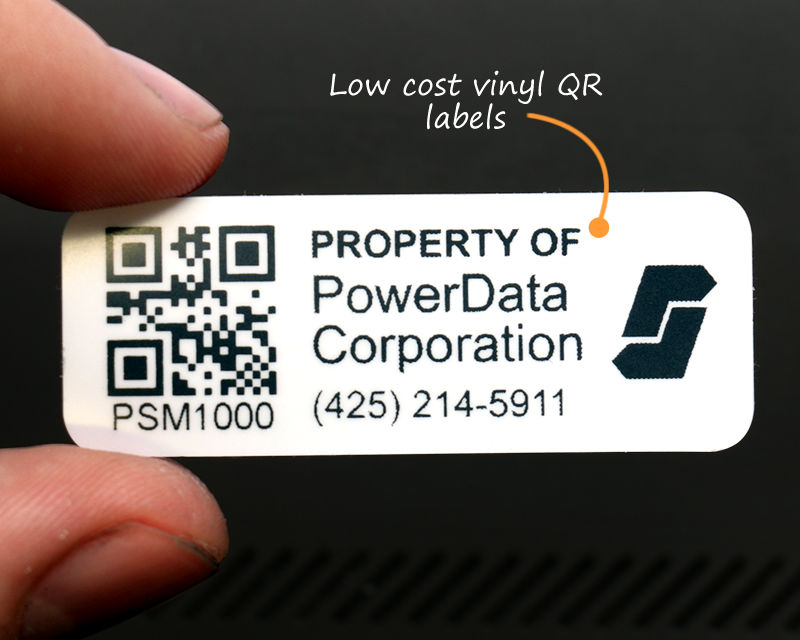 Low cost vinyl QR
labels
PROPERTY OF
PowerData
Corporation
(425) 214-5911
PSM1000